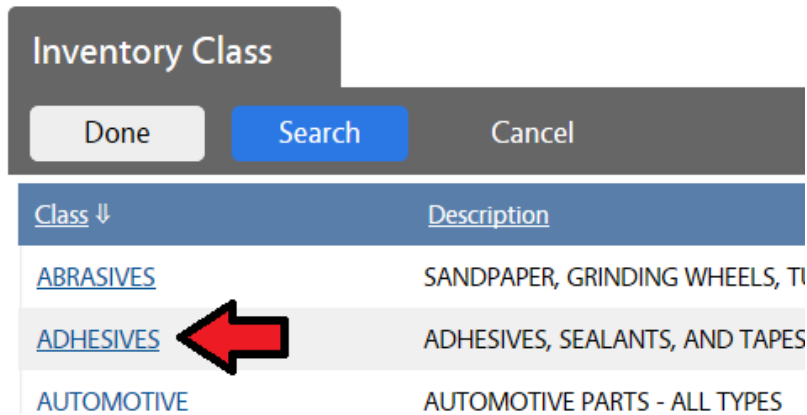 Inventory Class
Done Search Cancel
Class ⇓ Description
ABRASIVES SANDPAPER, GRINDING WHEELS,
ADHESIVES ADHESIVES, SEALANTS, AND TAPES
AUTOMOTIVE AUTOMOTIVE PARTS - ALL TYPES